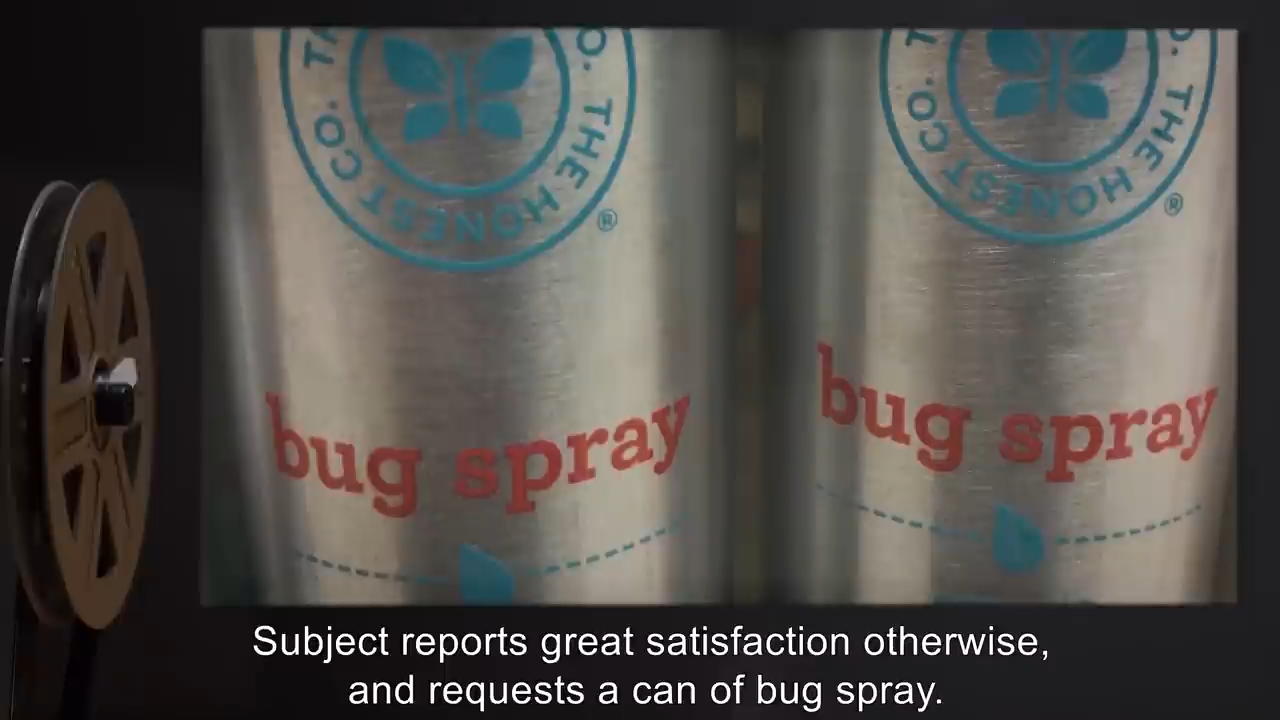 THE HONEST CO. T
bug spray
O. THE HONEST CO. T
bug spray
Subject reports great satisfaction otherwise,
and requests a can of bug spray.